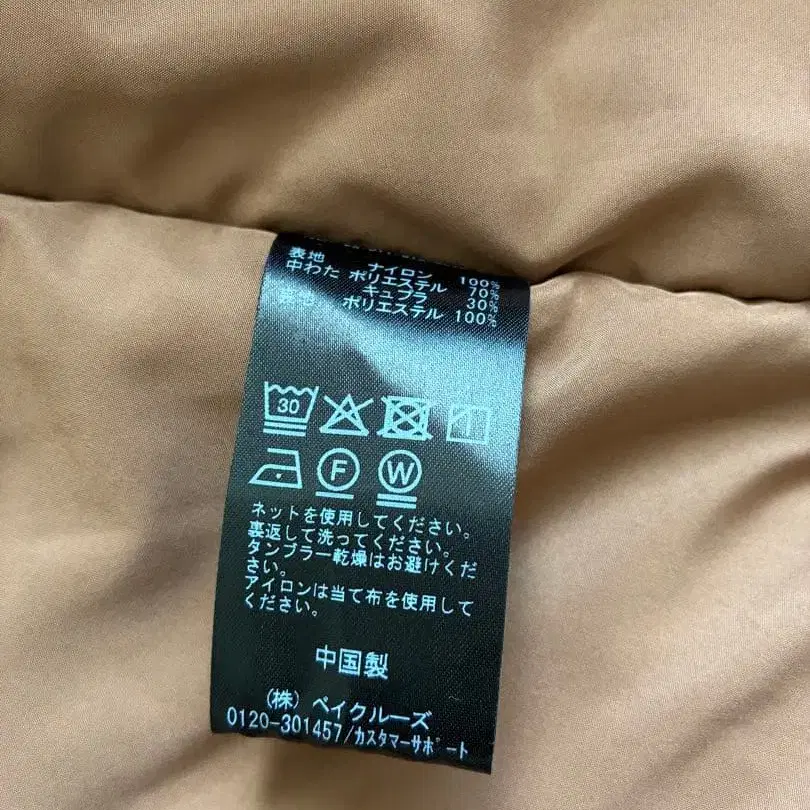 表地 ナイロン 100%
中わた ポリエステル 70%
キュプラ 30%
ポリエステル 100%
30
F W
ネットを使用してください。
裏返して洗ってください。
タンブラー乾燥はお避けくだ
さい。
アイロンは当て布を使用して
ください。
中国製
(株) ベイクルーズ
0120-301457/カスタマーサポート